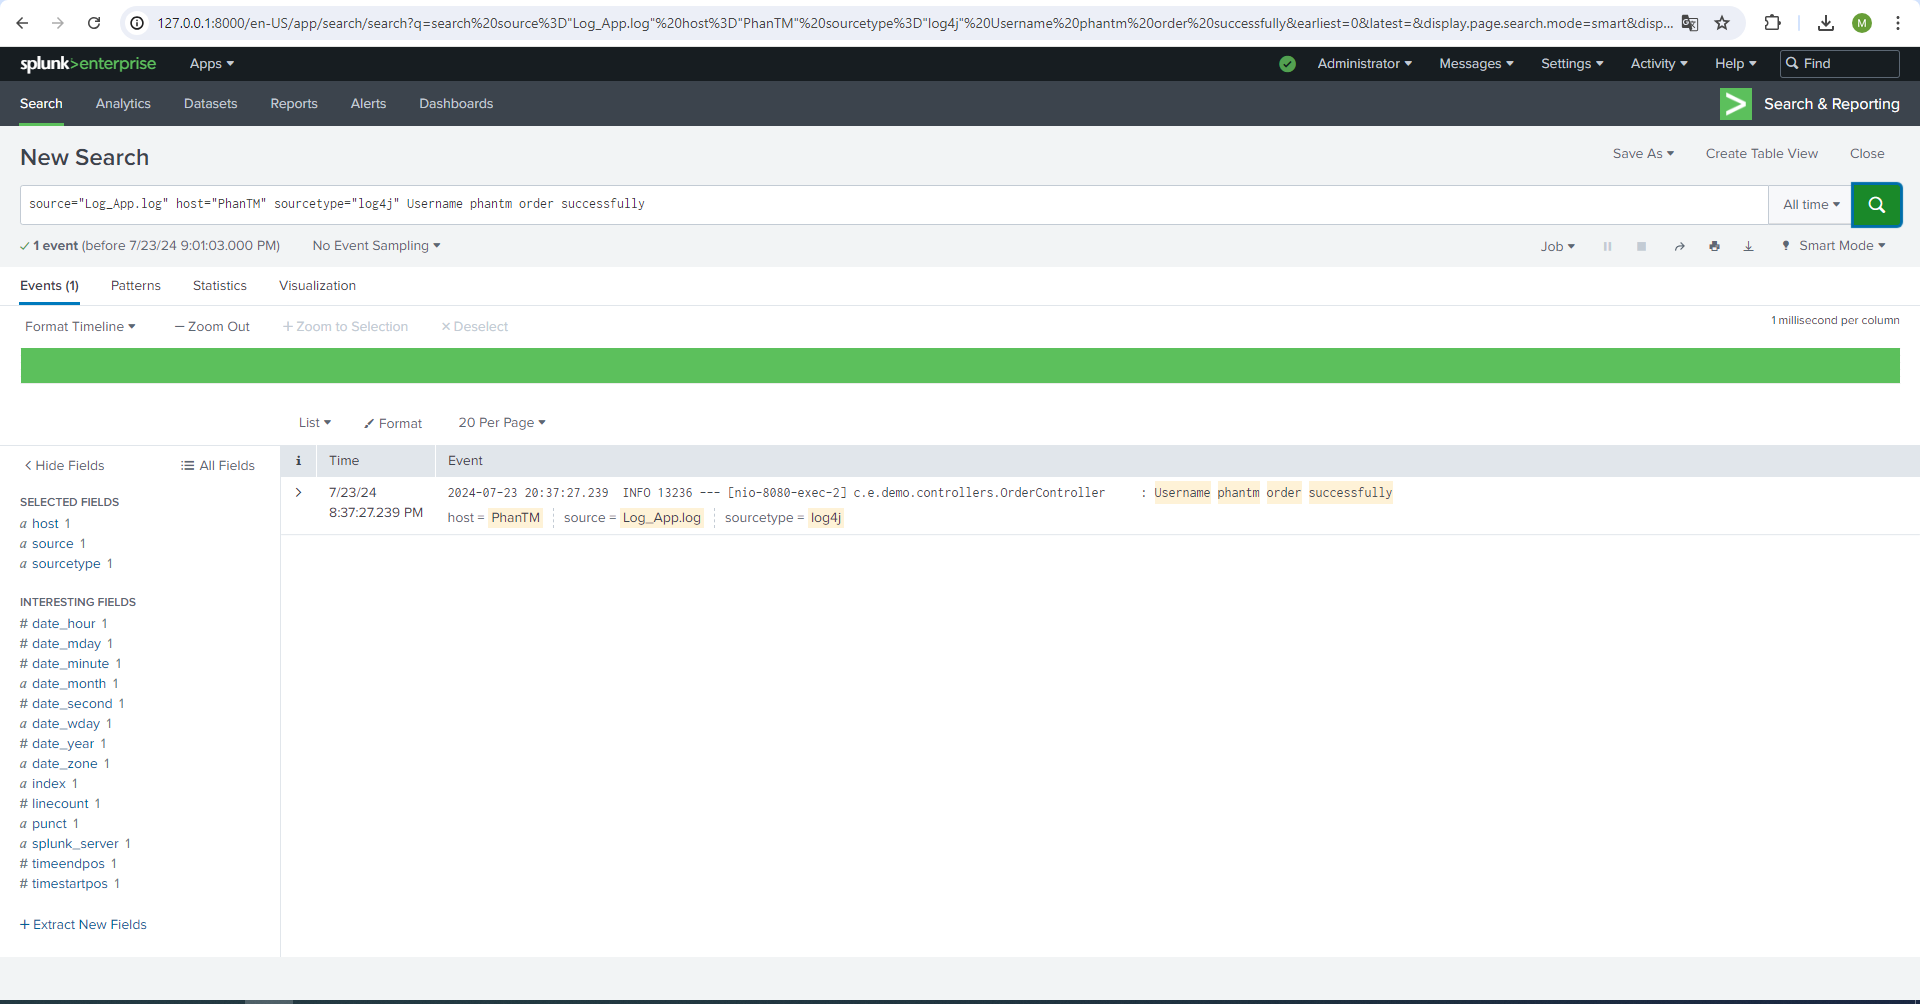 127.0.0.1:8000/en-US/app/search/search?q=search%20source%3D"Log_App.log"%20host%3D"PhanTM"%20sourcetype%3D"log4j"%20Username%20phantm%20order%20successfully&earliest=0&latest=&display.page.search.mode=smart&disp...
M
splunk>enterprise Apps Administrator Messages Settings Activity Help Find
Search Analytics Datasets Reports Alerts Dashboards > Search & Reporting
New Search Save As Create Table View Close
source="Log_App.log" host="PhanTM" sourcetype="log4j" Username phantm order successfully All time
1 event (before 7/23/24 9:01:03.000 PM) No Event Sampling Job Smart Mode
Events (1) Patterns Statistics Visualization
Format Timeline — Zoom Out + Zoom to Selection × Deselect 1 millisecond per column
List Format 20 Per Page
< Hide Fields All Fields i Time Event
SELECTED FIELDS
a host 1
a source 1
a sourcetype 1
INTERESTING FIELDS
# date_hour 1
# date_mday 1
# date_minute 1
a date_month 1
# date_second 1
a date_wday 1
# date_year 1
a date_zone 1
a index 1
# linecount 1
a punct 1
a splunk_server 1
# timeendpos 1
# timestartpos 1
+ Extract New Fields
> 7/23/24
8:37:27.239 PM
2024-07-23 20:37:27.239 INFO 13236 --- [nio-8080-exec-2] c.e.demo.controllers.OrderController : Username phantm order successfully
host = PhanTM source = Log_App.log sourcetype = log4j